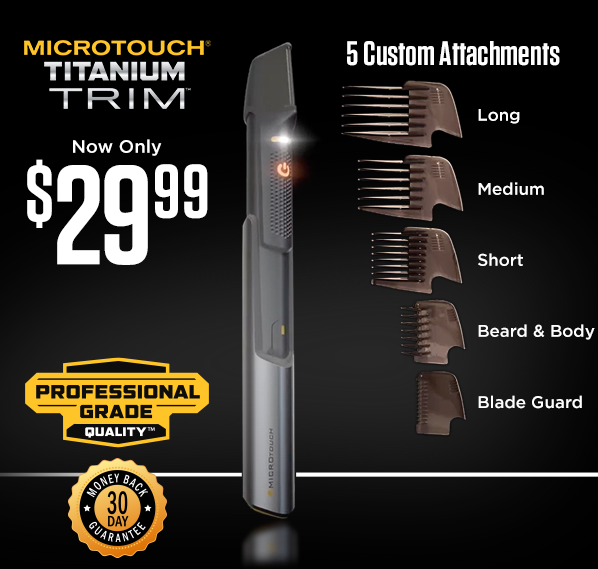 MICROTOUCH®
TITANIUM
TRIM™
Now Only
$29.99
5 Custom Attachments
Long
Medium
Short
Beard & Body
Blade Guard
PROFESSIONAL
GRADE
QUALITY™
MONEY BACK
30
DAY
GUARANTEE
MICROTOUCH